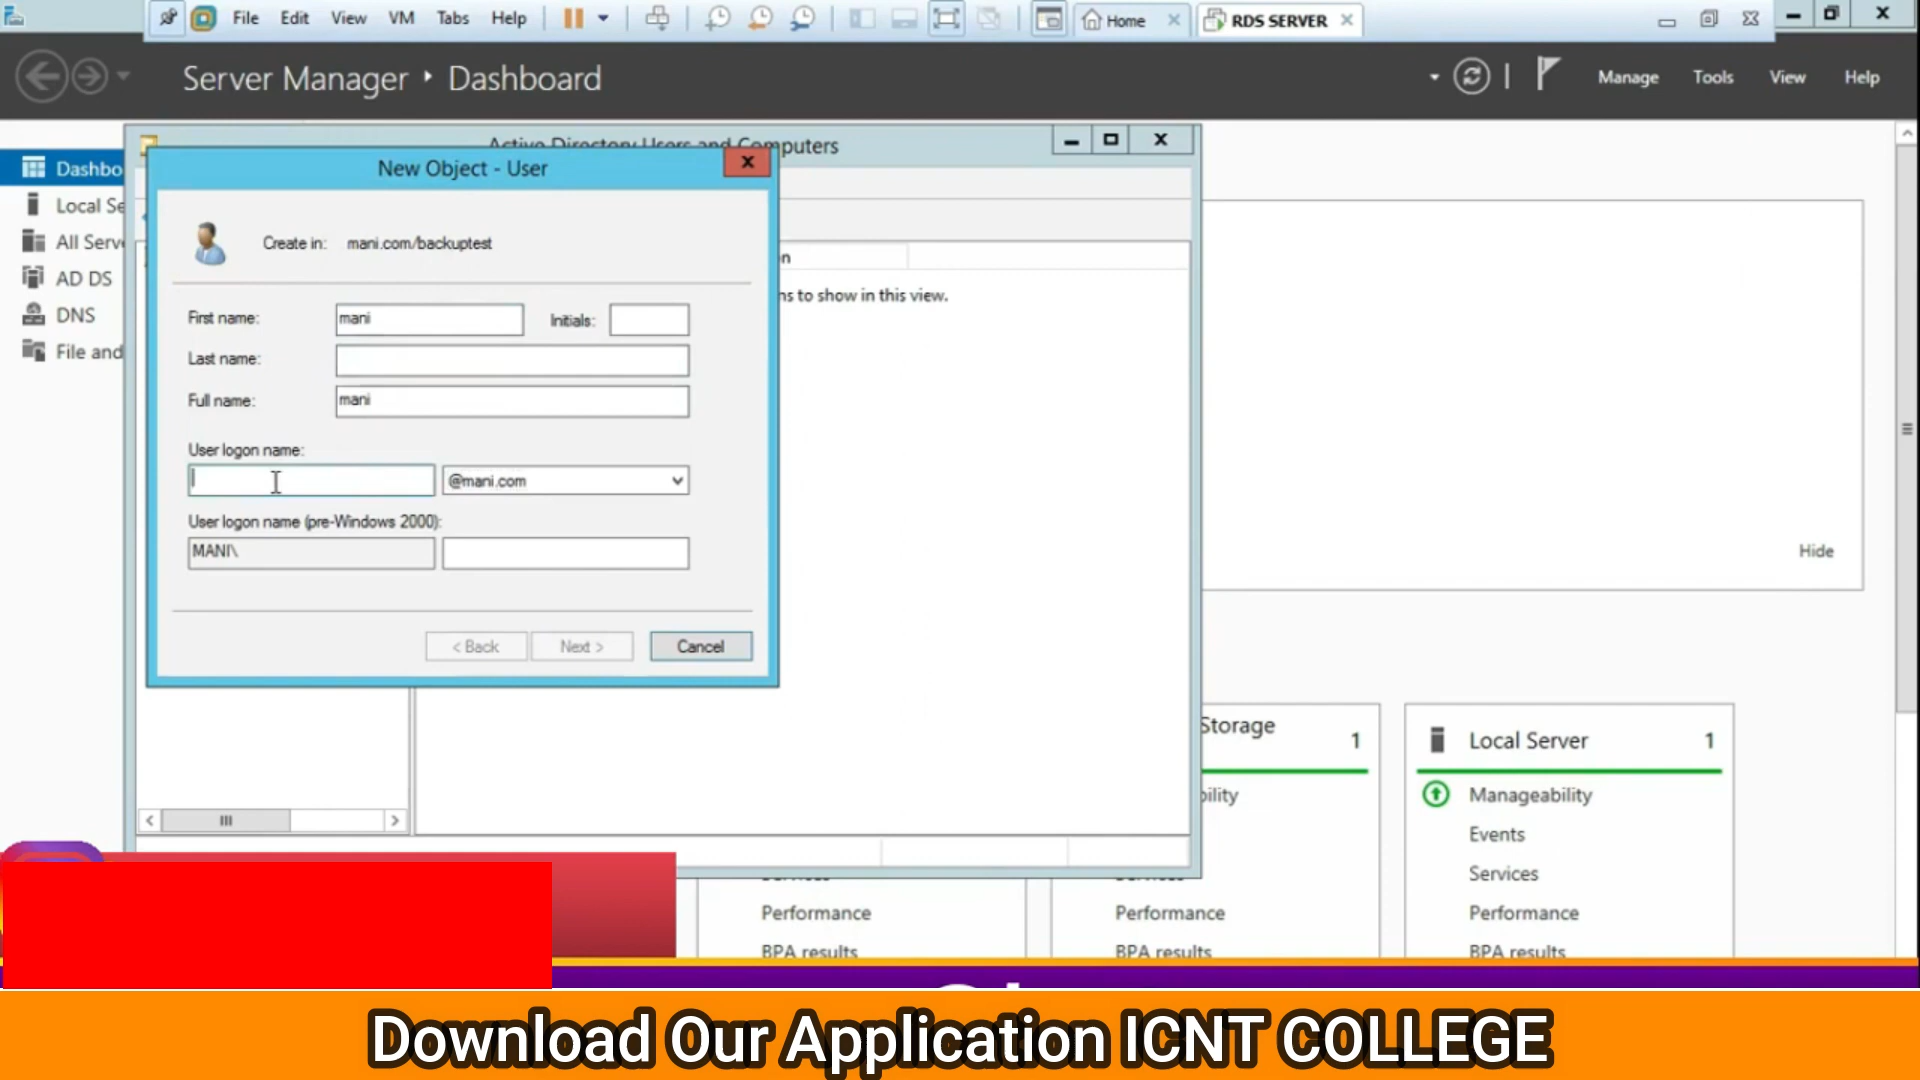 File Edit View VM Tabs Help
Home
RDS SERVER
Server Manager
Dashboard
Manage Tools View Help
Active Directory Users and Computers
New Object - User
Dashbo
Local Se
All Serv
AD DS
DNS
File and
Create in: mani.com/backuptest
ns to show in this view.
First name: mani Initials:
Last name:
Full name: mani
User logon name:
@mani.com
User logon name (pre-Windows 2000):
MANI\
< Back Next > Cancel
Hide
Storage 1
Local Server 1
bility
Manageability
Events
Services
Performance
Performance
Performance
BPA results
BPA results
BPA results
Download Our Application ICNT COLLEGE